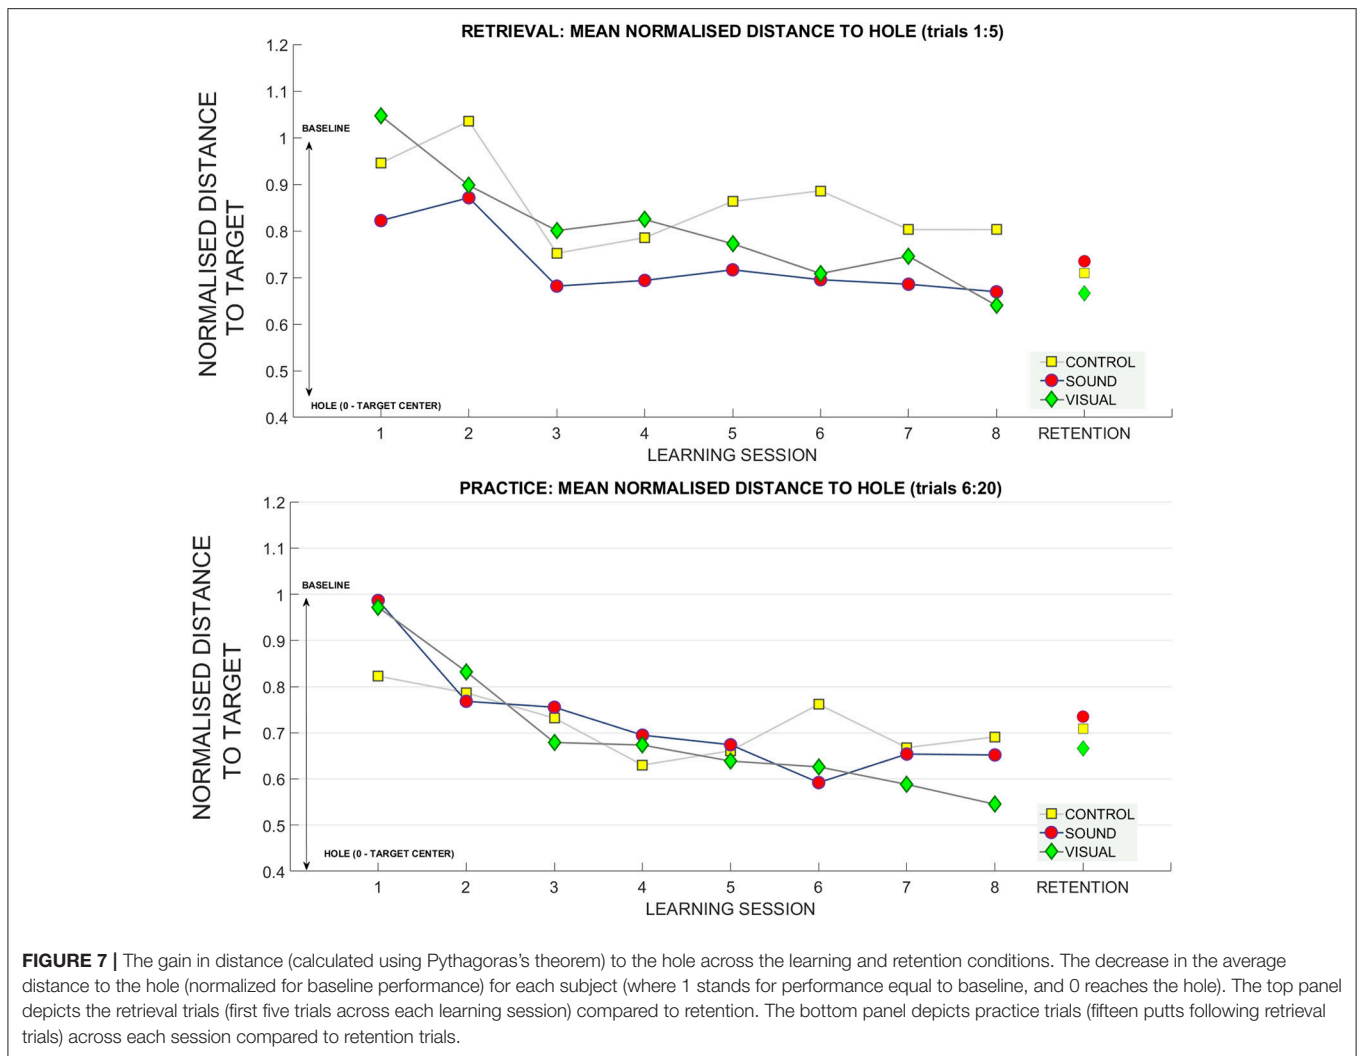 RETRIEVAL: MEAN NORMALISED DISTANCE TO HOLE (trials 1:5)
NORMALISED DISTANCE
TO TARGET
1.2
1.1
1
0.9
0.8
0.7
0.6
0.5
0.4
BASELINE
HOLE (0 - TARGET CENTER)
CONTROL
SOUND
VISUAL
1 2 3 4 5 6 7 8 RETENTION
LEARNING SESSION
PRACTICE: MEAN NORMALISED DISTANCE TO HOLE (trials 6:20)
NORMALISED DISTANCE
TO TARGET
1.2
1.1
1
0.9
0.8
0.7
0.6
0.5
0.4
BASELINE
HOLE (0 - TARGET CENTER)
CONTROL
SOUND
VISUAL
1 2 3 4 5 6 7 8 RETENTION
LEARNING SESSION
FIGURE 7 | The gain in distance (calculated using Pythagoras's theorem) to the hole across the learning and retention conditions. The decrease in the average
distance to the hole (normalized for baseline performance) for each subject (where 1 stands for performance equal to baseline, and 0 reaches the hole). The top panel
depicts the retrieval trials (first five trials across each learning session) compared to retention. The bottom panel depicts practice trials (fifteen putts following retrieval
trials) across each session compared to retention trials.